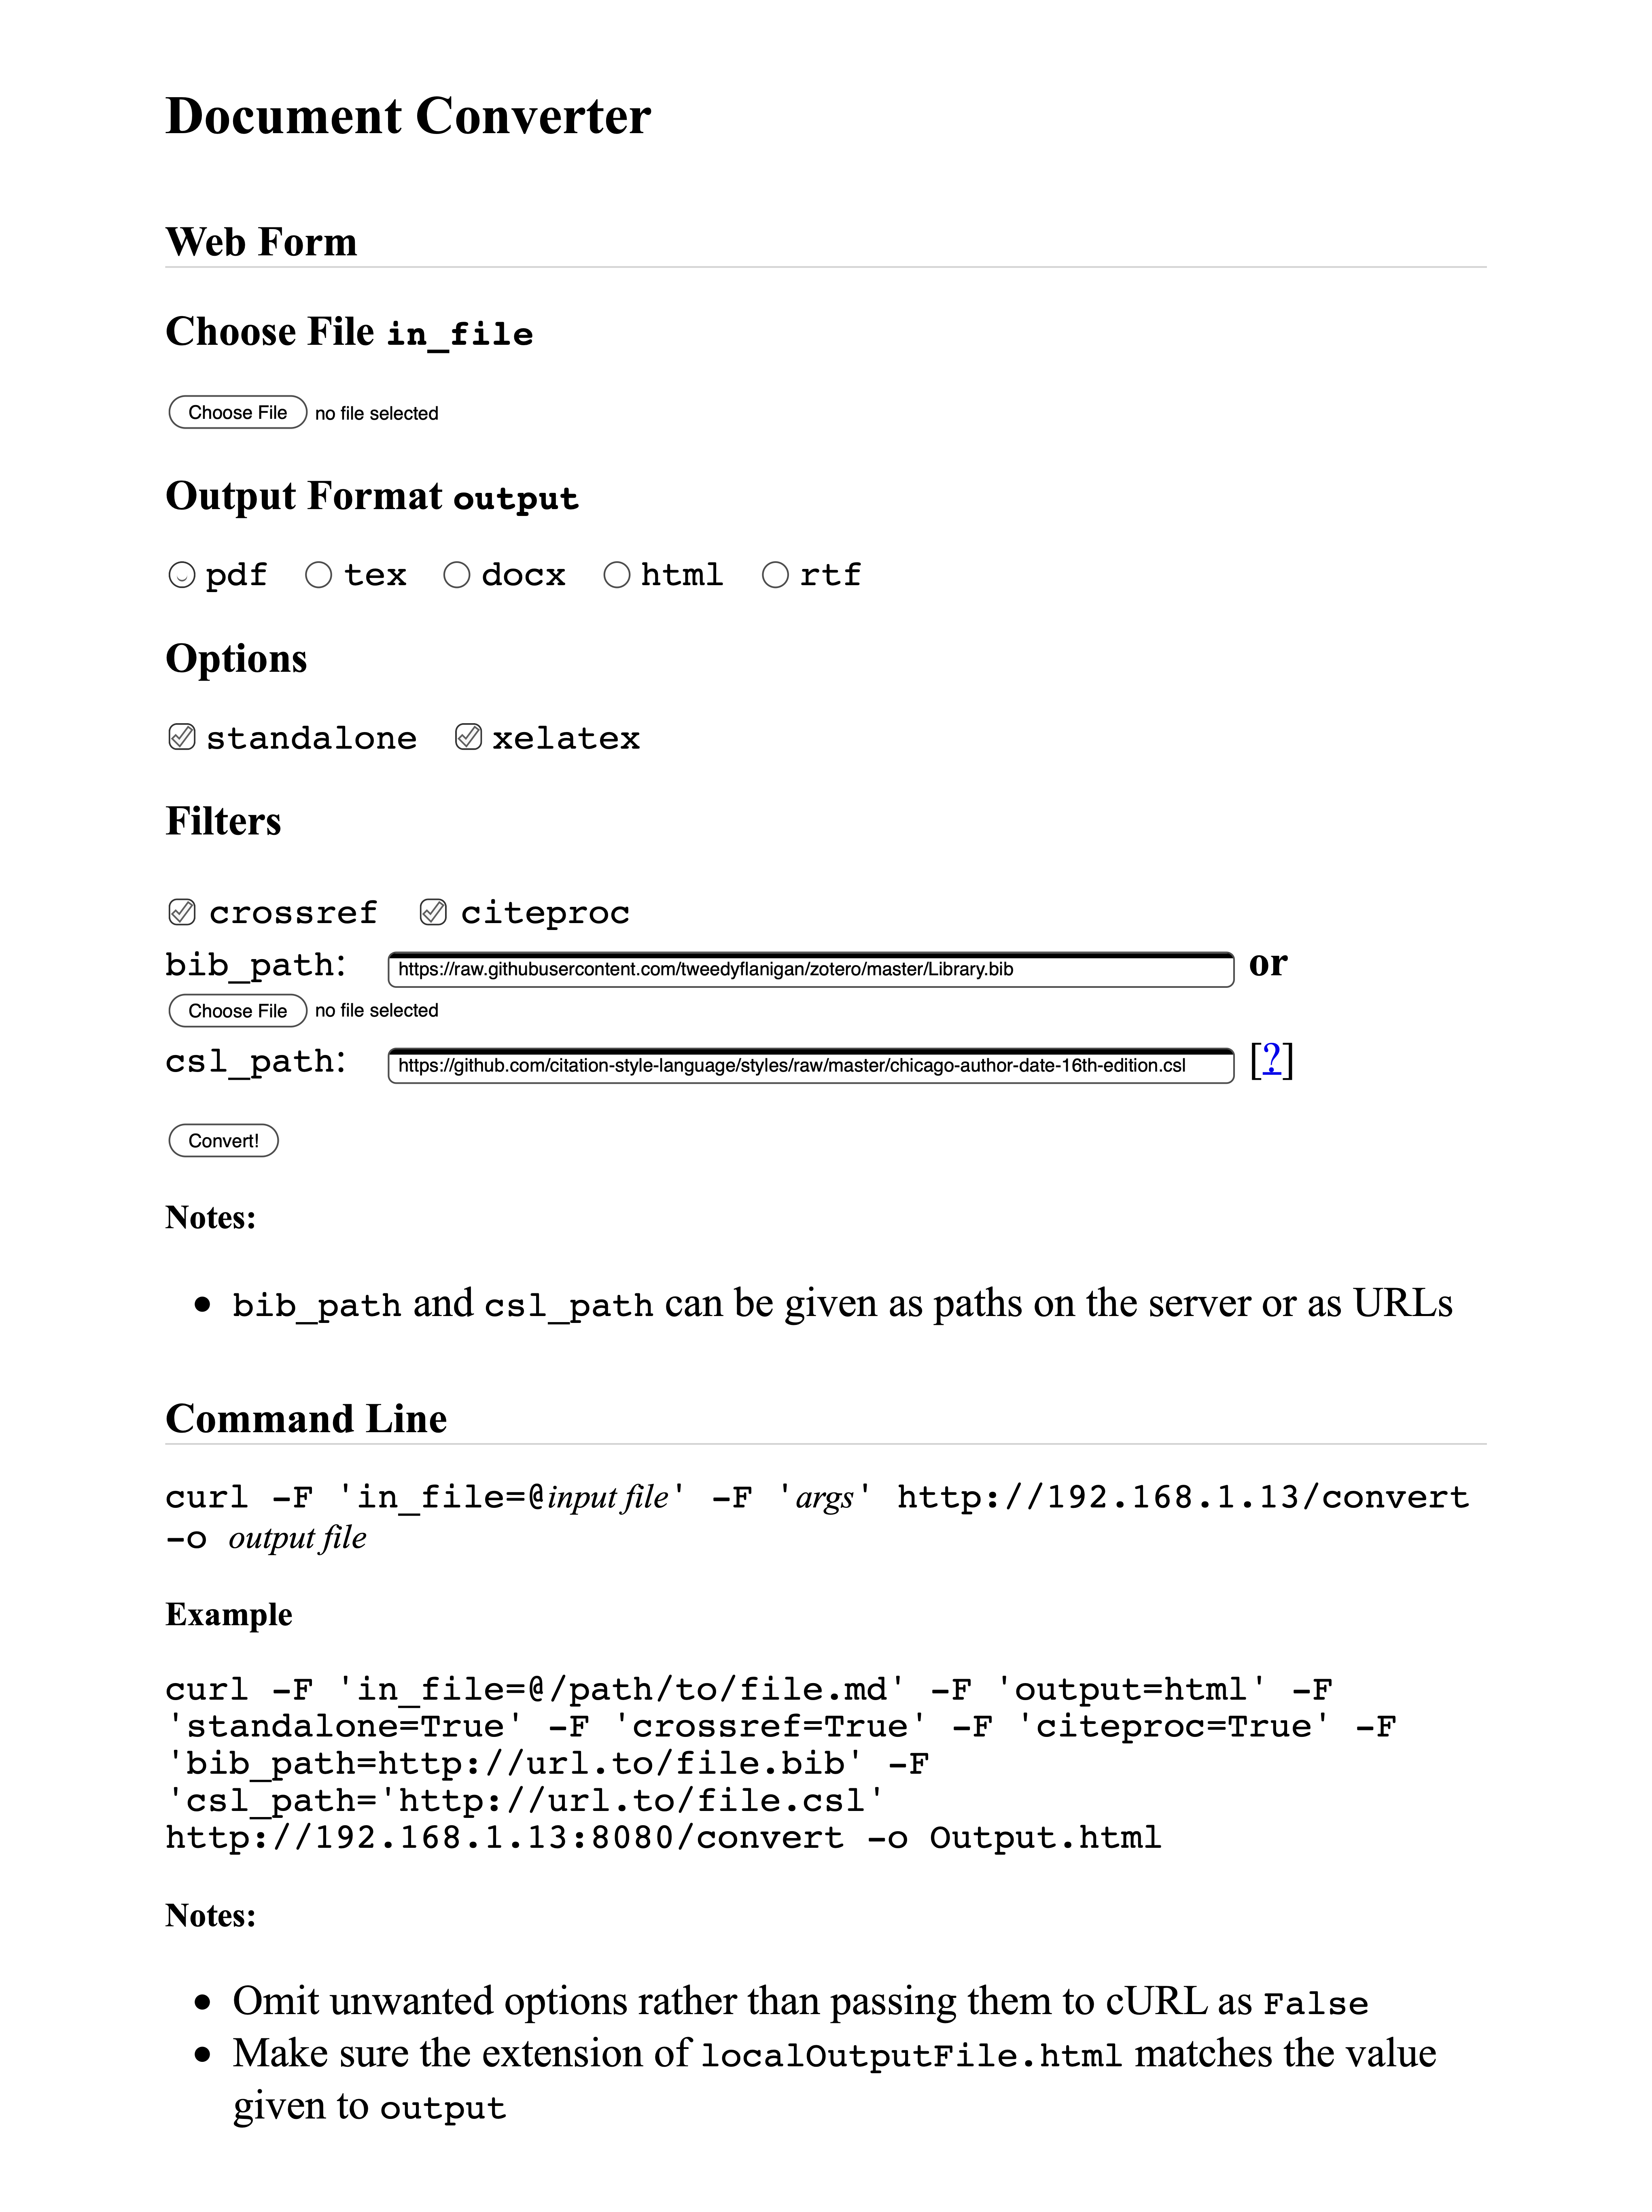 Document Converter
Web Form
Choose File in_file
Choose File no file selected
Output Format output
pdf tex docx html rtf
Options
standalone xelatex
Filters
crossref citeproc
bib_path: https://raw.githubusercontent.com/tweedyflanigan/zotero/master/Library.bib or
Choose File no file selected
csl_path: https://github.com/citation-style-language/styles/raw/master/chicago-author-date-16th-edition.csl [?]
Convert!
Notes:
• bib_path and csl_path can be given as paths on the server or as URLs
Command Line
curl -F 'in_file=@input file' -F 'args' http://192.168.1.13/convert
-o output file
Example
curl -F 'in_file=@/path/to/file.md' -F 'output=html' -F
'standalone=True' -F 'crossref=True' -F 'citeproc=True' -F
'bib_path=http://url.to/file.bib' -F
'csl_path='http://url.to/file.csl'
http://192.168.1.13:8080/convert -o Output.html
Notes:
• Omit unwanted options rather than passing them to cURL as False
• Make sure the extension of localOutputFile.html matches the value
given to output